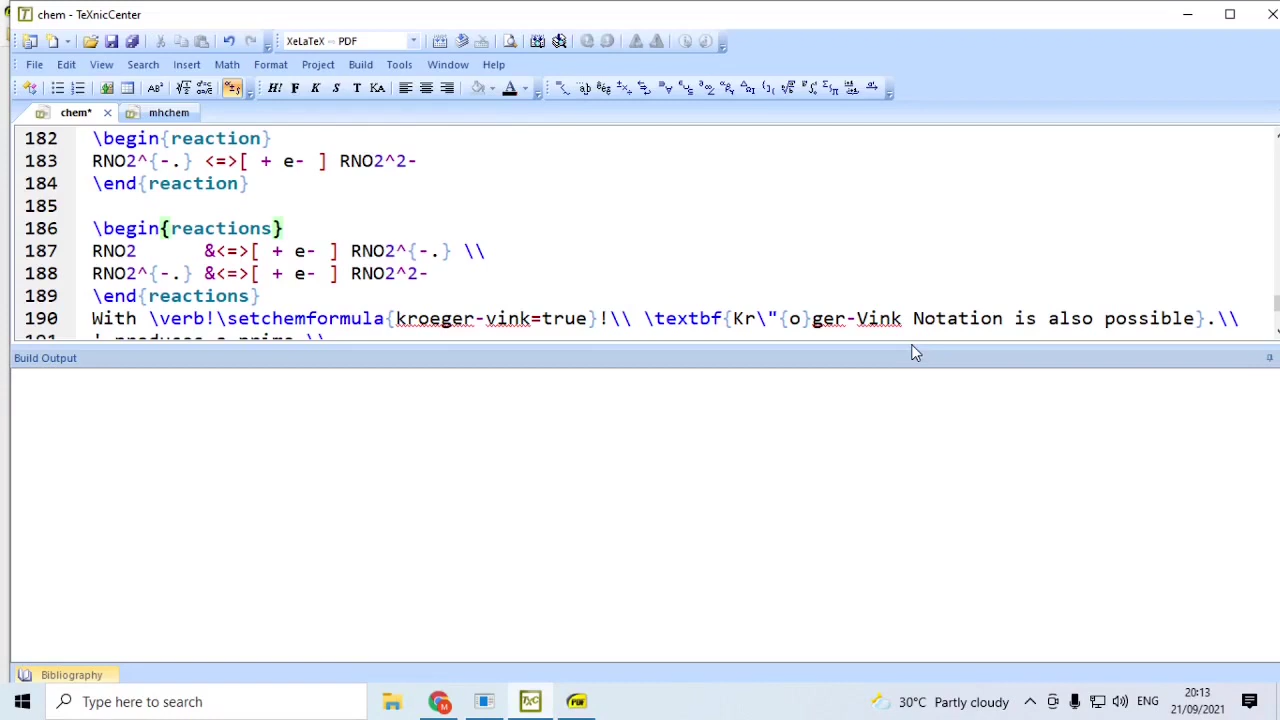 chem - TeXnicCenter
XeLaTeX ⇨ PDF
File Edit View Search Insert Math Format Project Build Tools Window Help
chem* mhchem
182 \begin{reaction}
183 RNO2^{-.} <=>[ + e- ] RNO2^2-
184 \end{reaction}
185
186 \begin{reactions}
187 RNO2 &<=>[ + e- ] RNO2^{-.} \\
188 RNO2^{-.} &<=>[ + e- ] RNO2^2-
189 \end{reactions}
190 With \verb!\setchemformula{kroeger-vink=true}!\\ \textbf{Kr\"{o}ger-Vink Notation is also possible}.\\
191 ' produces a prime \\
Build Output
Bibliography
Type here to search
30°C Partly cloudy
ENG
20:13
21/09/2021